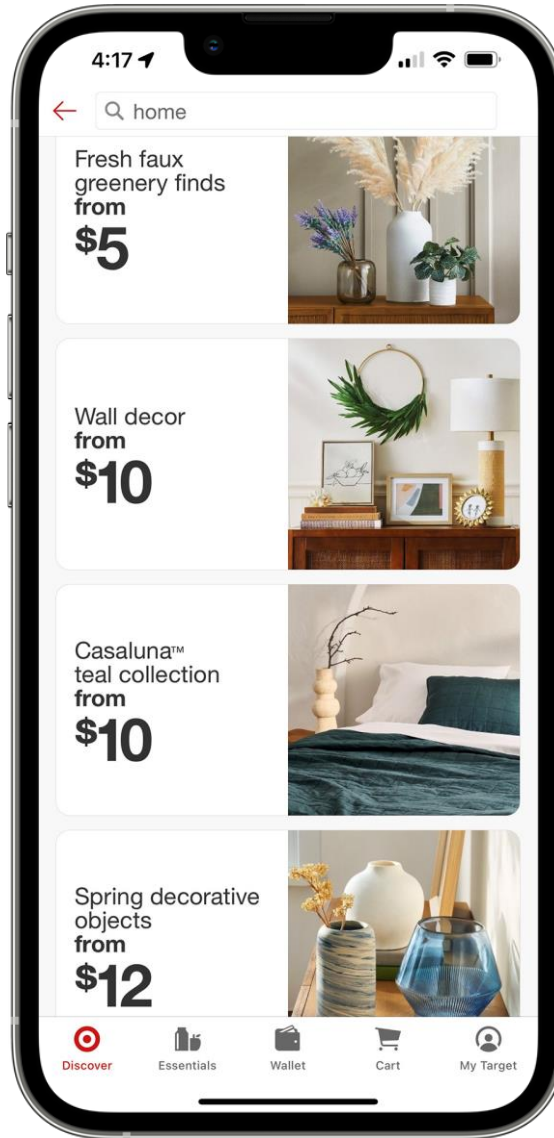 4:17
home
Fresh faux
greenery finds
from
$5
Wall decor
from
$10
Casaluna™
teal collection
from
$10
Spring decorative
objects
from
$12
Discover
Essentials
Wallet
Cart
My Target